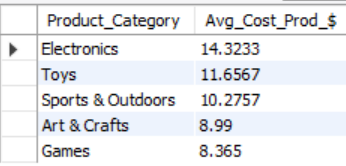 Product_Category Avg_Cost_Prod_$
Electronics 14.3233
Toys 11.6567
Sports & Outdoors 10.2757
Art & Crafts 8.99
Games 8.365